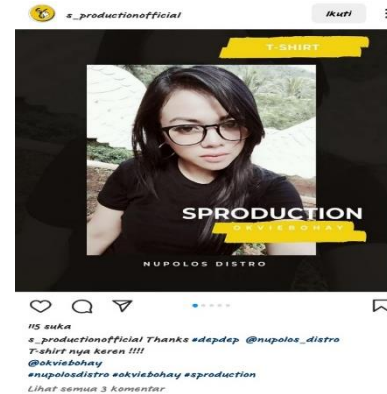 s_productionofficial
Ikuti
T-SHIRT
SPRODUCTION
OKVIEBOHAY
NUPOLOS DISTRO
115 suka
s_productionofficial Thanks #depdep @nupolos_distro
T-shirt nya keren !!!!
@okviebohay
#nupolosdistro #okviebohay #sproduction
Lihat semua 3 komentar